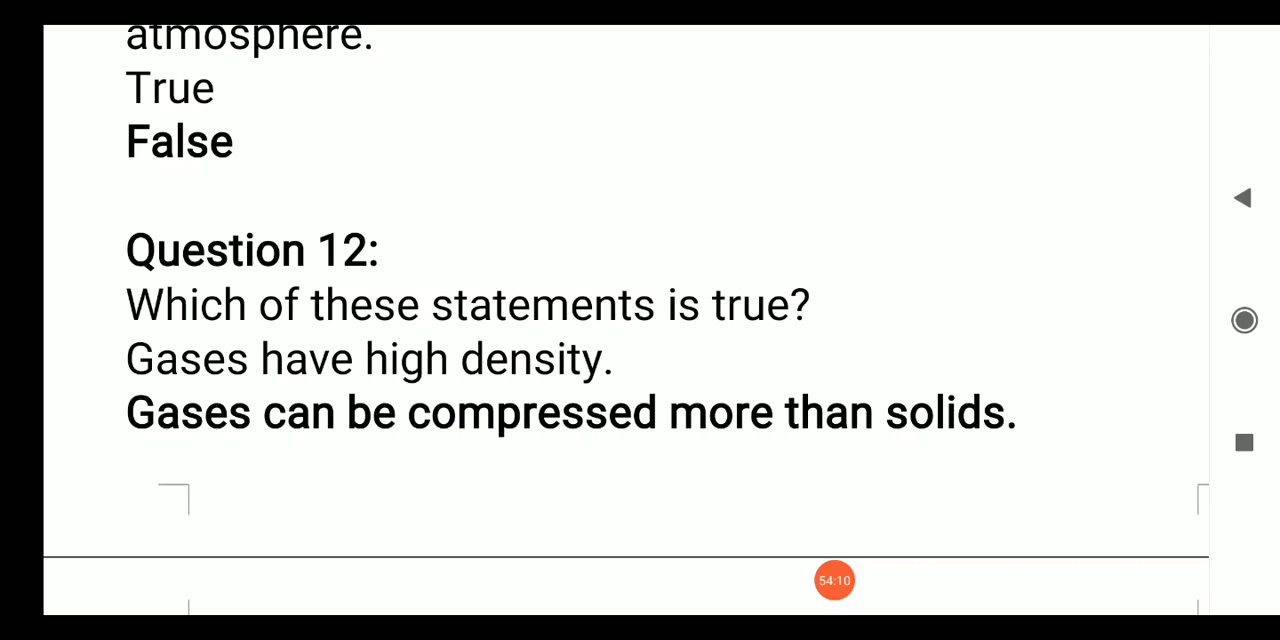 atmosphere.
True
False
Question 12:
Which of these statements is true?
Gases have high density.
Gases can be compressed more than solids.
54:10